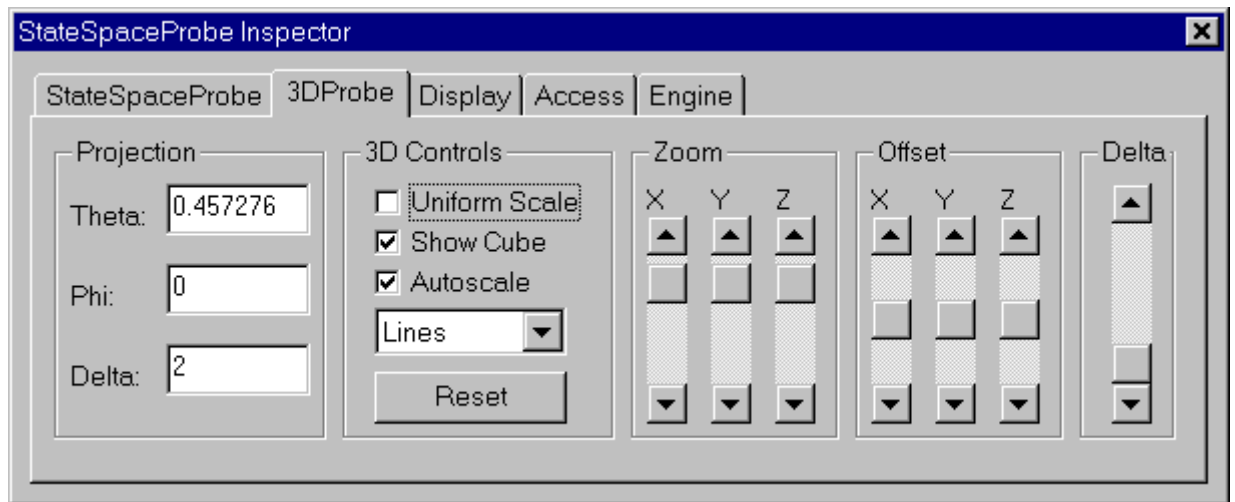 StateSpaceProbe Inspector
StateSpaceProbe 3DProbe Display Access Engine
Projection
Theta: 0.457276
Phi: 0
Delta: 2
3D Controls
Uniform Scale
Show Cube
Autoscale
Lines
Reset
Zoom
X Y Z
Offset
X Y Z
Delta